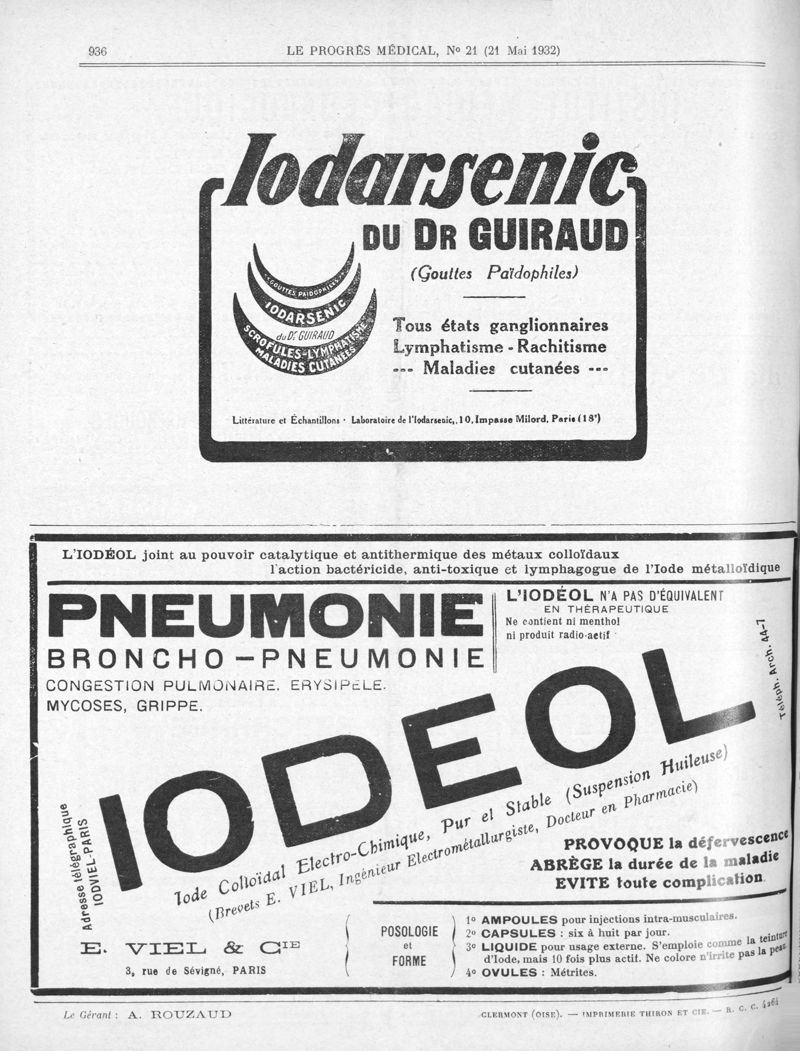 936
LE PROGRÈS MÉDICAL, No 21 (21 Mai 1932)
Iodarsenic
DU DR GUIRAUD
(Gouttes Païdophiles)
GOUTTES PAÏDOPHILES
IODARSENIC
du Dr. GUIRAUD
SCROFULES-LYMPHATISME
MALADIES CUTANÉES
Tous états ganglionnaires
Lymphatisme - Rachitisme
--- Maladies cutanées ---
Littérature et Échantillons · Laboratoire de l'Iodarsenic,. 10, Impasse Milord, Paris (18e)
L'IODÉOL joint au pouvoir catalytique et antithermique des métaux colloïdaux
l'action bactéricide, anti-toxique et lymphagogue de l'Iode métalloïdique
PNEUMONIE
BRONCHO-PNEUMONIE
CONGESTION PULMONAIRE. ERYSIPÈLE.
MYCOSES, GRIPPE.
L'IODÉOL N'A PAS D'ÉQUIVALENT
EN THÉRAPEUTIQUE
Ne contient ni menthol
ni produit radio-actif
Téléph. Arch. 44-7
IODEOL
Iode Colloïdal Electro-Chimique, Pur et Stable (Suspension Huileuse)
(Brevets E. VIEL, Ingénieur Electrométallurgiste, Docteur en Pharmacie)
Adresse télégraphique
IODVIEL-PARIS
PROVOQUE la défervescence
ABRÈGE la durée de la maladie
EVITE toute complication.
E. VIEL & CIE
3, rue de Sévigné, PARIS
POSOLOGIE
et
FORME
1o AMPOULES pour injections intra-musculaires.
2o CAPSULES : six à huit par jour.
3o LIQUIDE pour usage externe. S'emploie comme la teinture
d'Iode, mais 10 fois plus actif. Ne colore n'irrite pas la peau.
4o OVULES : Métrites.
Le Gérant : A. ROUZAUD
CLERMONT (OISE). — IMPRIMERIE THIRON ET CIE. — R. C. C. 4264